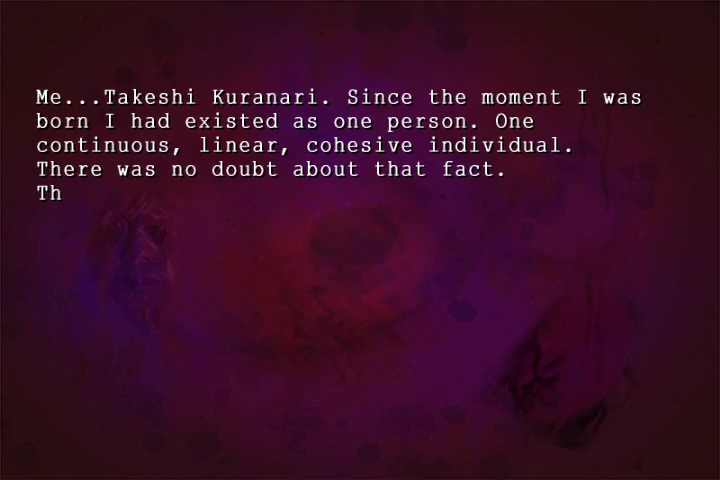 Me...Takeshi Kuranari. Since the moment I was
born I had existed as one person. One
continuous, linear, cohesive individual.
There was no doubt about that fact.
Th